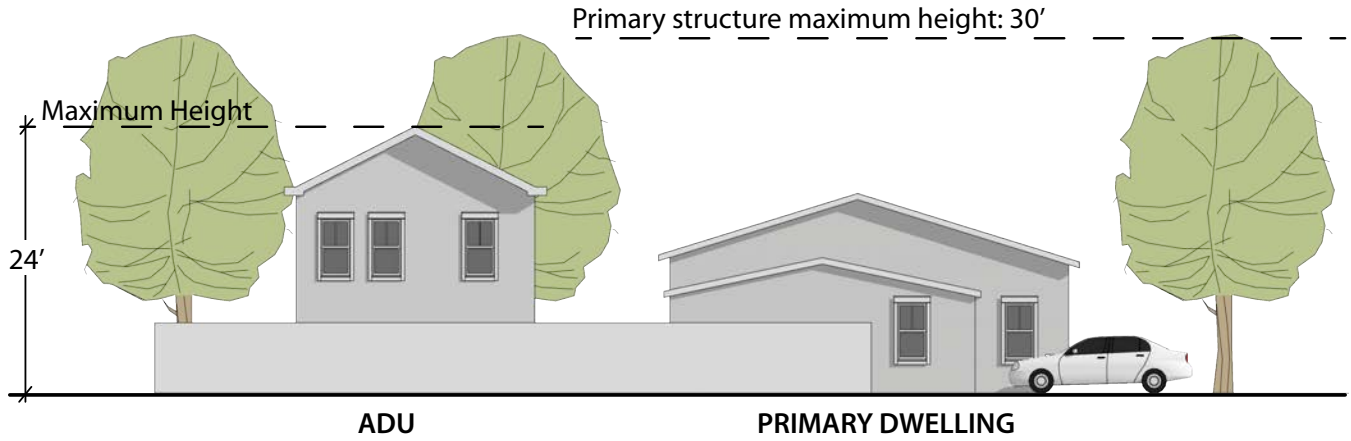 Primary structure maximum height: 30’
Maximum Height
24’
ADU
PRIMARY DWELLING